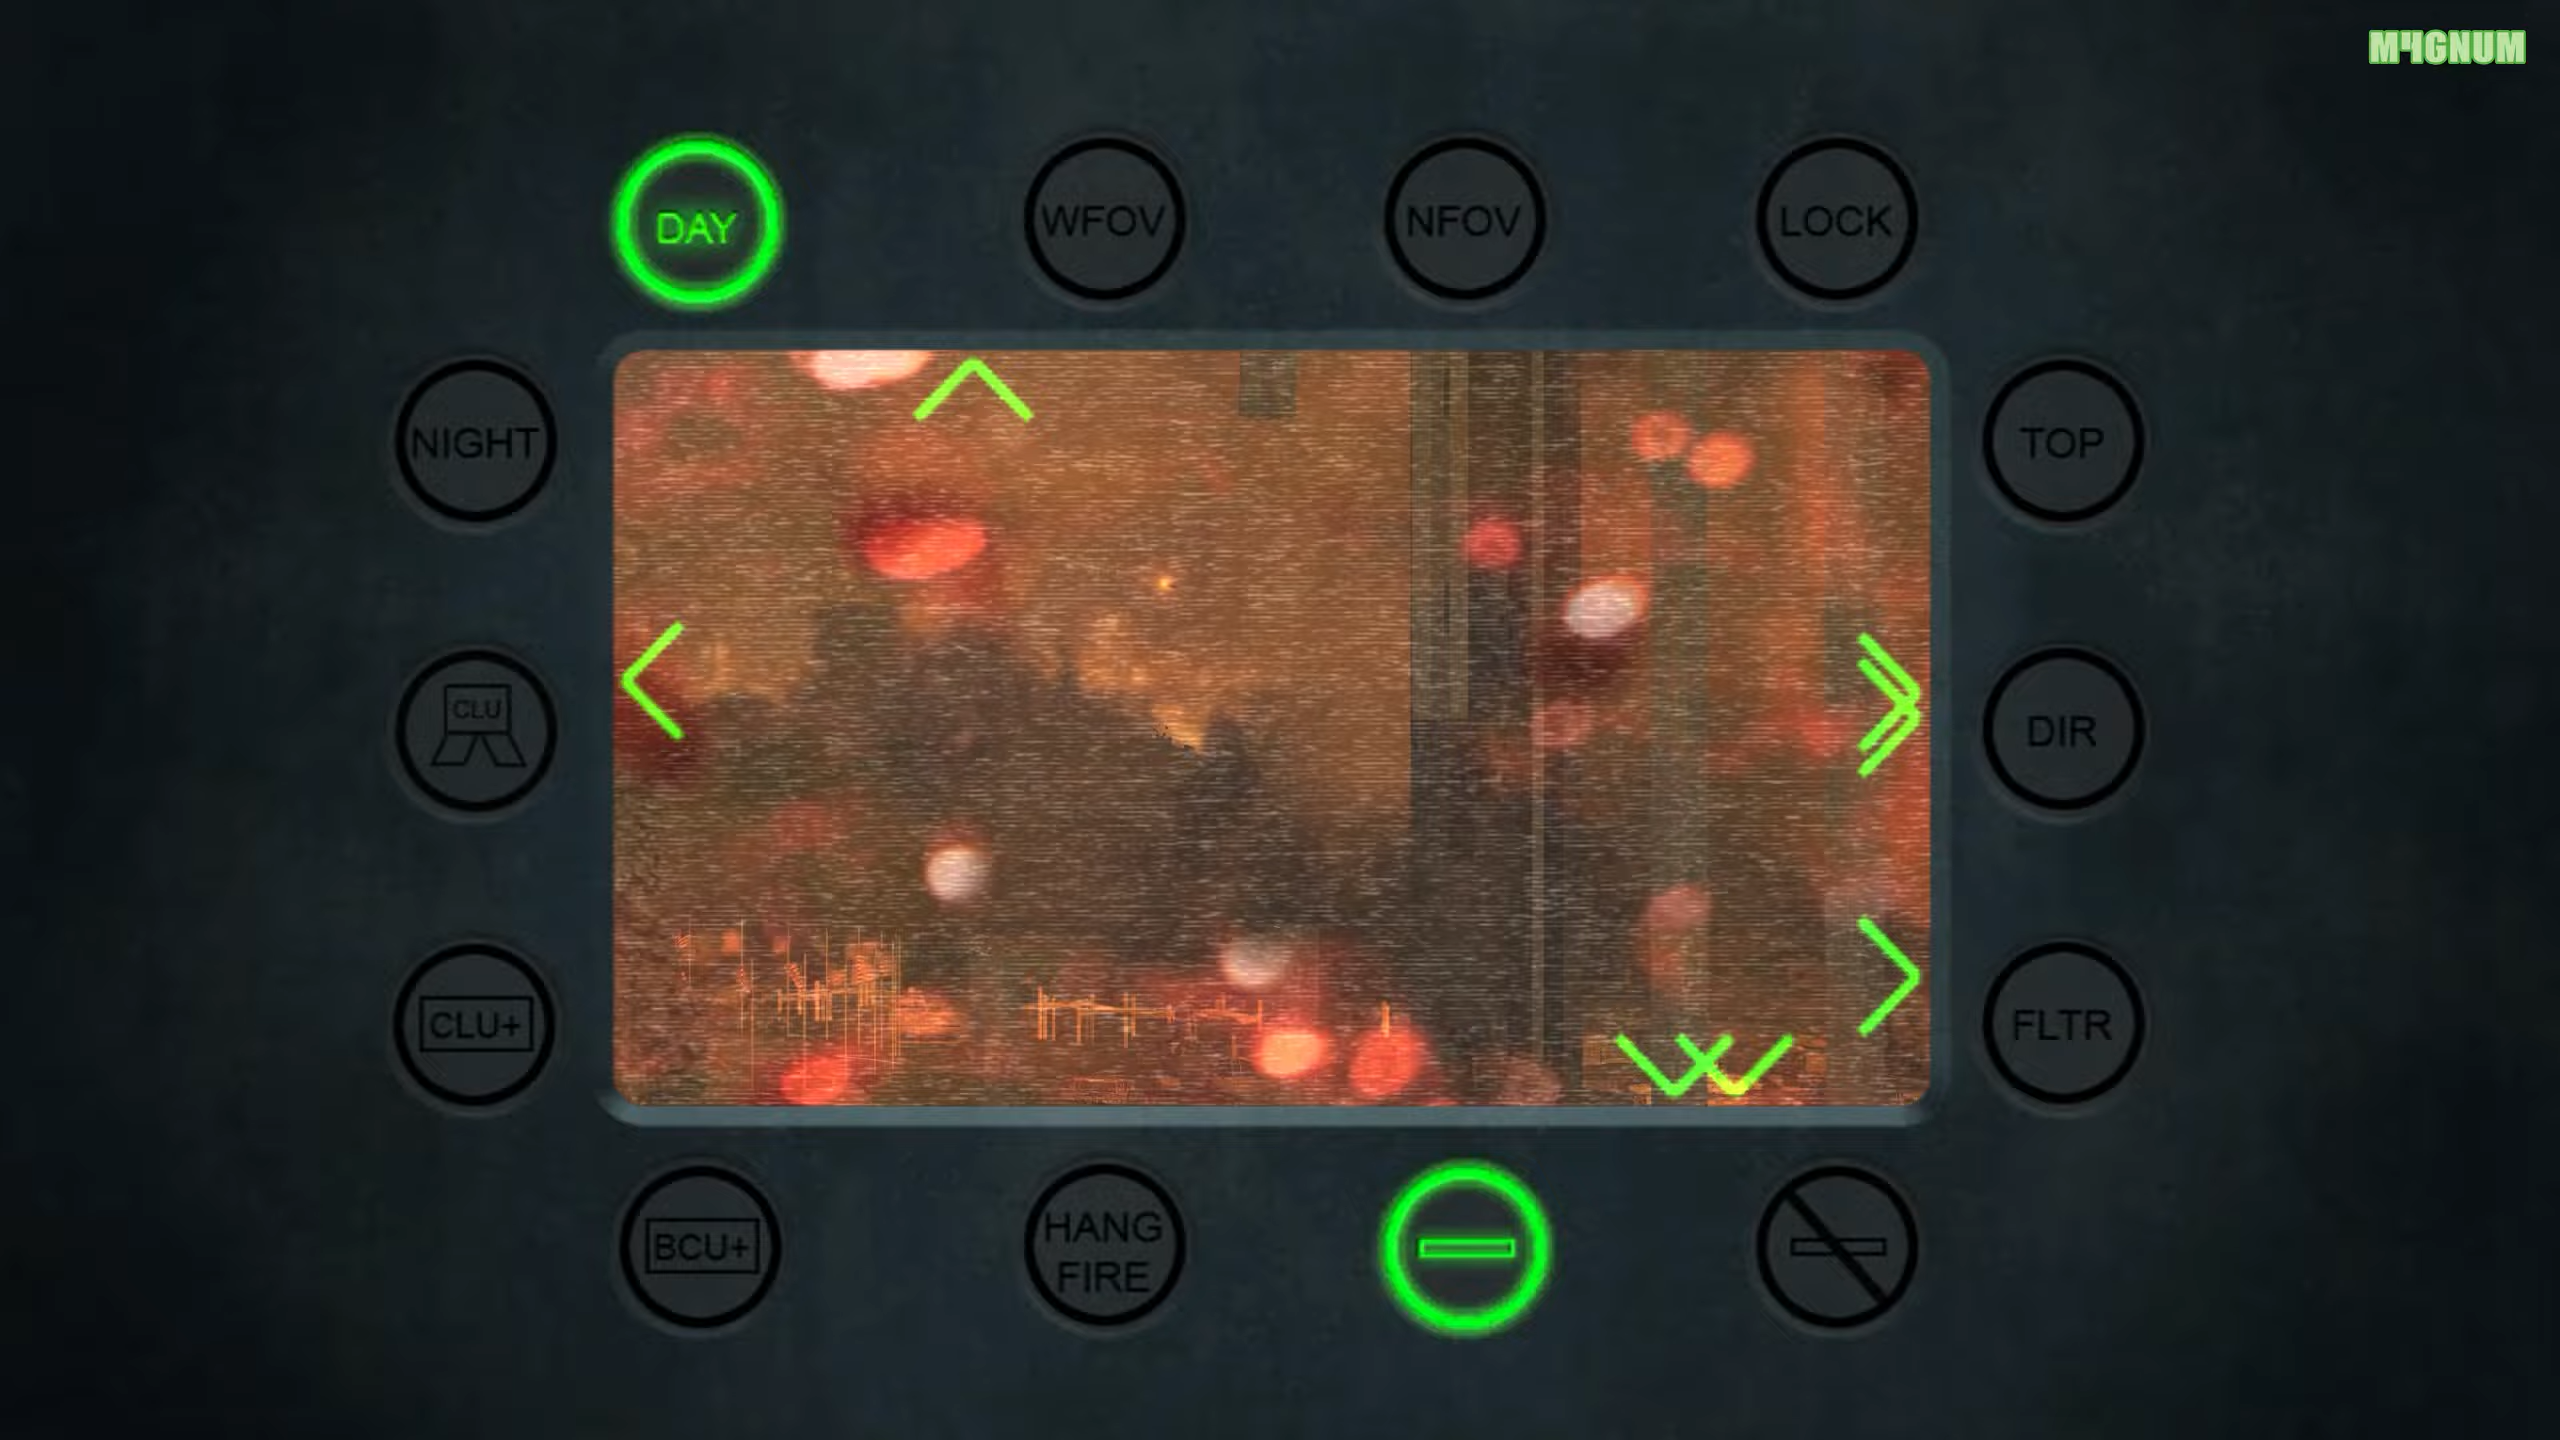 M4GNUM
DAY
WFOV
NFOV
LOCK
NIGHT
TOP
CLU
DIR
CLU+
FLTR
BCU+
HANG
FIRE